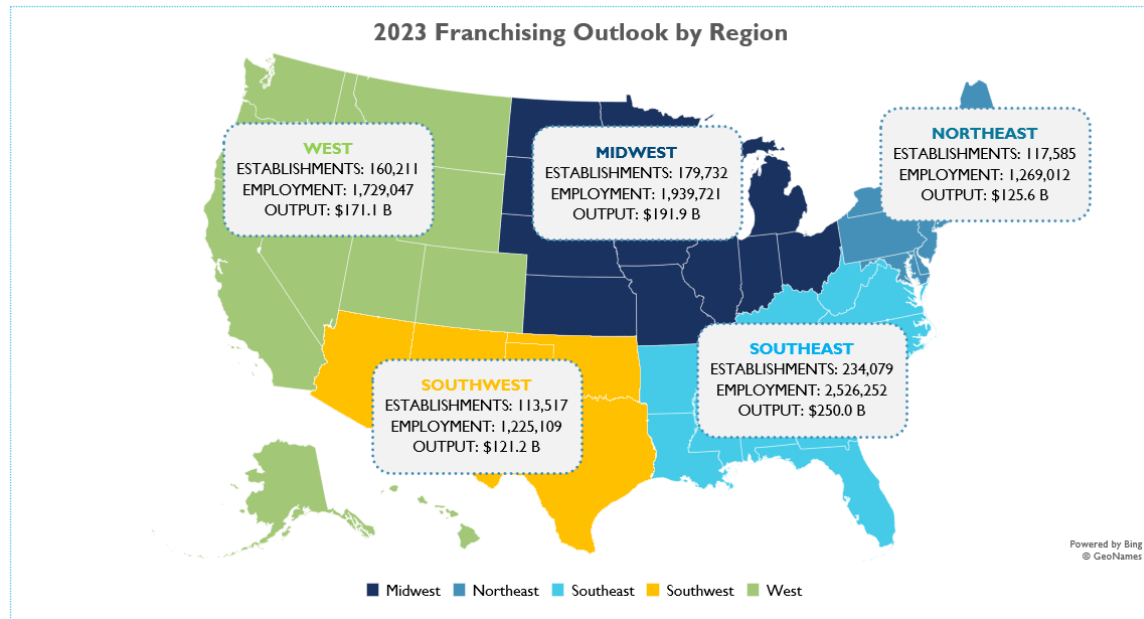 2023 Franchising Outlook by Region
WEST
ESTABLISHMENTS: 160,211
EMPLOYMENT: 1,729,047
OUTPUT: $171.1 B
MIDWEST
ESTABLISHMENTS: 179,732
EMPLOYMENT: 1,939,721
OUTPUT: $191.9 B
NORTHEAST
ESTABLISHMENTS: 117,585
EMPLOYMENT: 1,269,012
OUTPUT: $125.6 B
SOUTHWEST
ESTABLISHMENTS: 113,517
EMPLOYMENT: 1,225,109
OUTPUT: $121.2 B
SOUTHEAST
ESTABLISHMENTS: 234,079
EMPLOYMENT: 2,526,252
OUTPUT: $250.0 B
Powered by Bing
© GeoNames
Midwest Northeast Southeast Southwest West